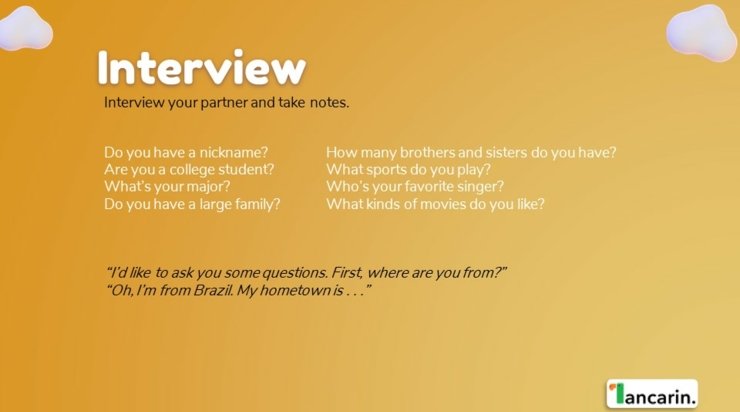 Interview
Interview your partner and take notes.
Do you have a nickname?
Are you a college student?
What's your major?
Do you have a large family?
How many brothers and sisters do you have?
What sports do you play?
Who's your favorite singer?
What kinds of movies do you like?
“I'd like to ask you some questions. First, where are you from?”
“Oh, I'm from Brazil. My hometown is . . .”
lancarin.